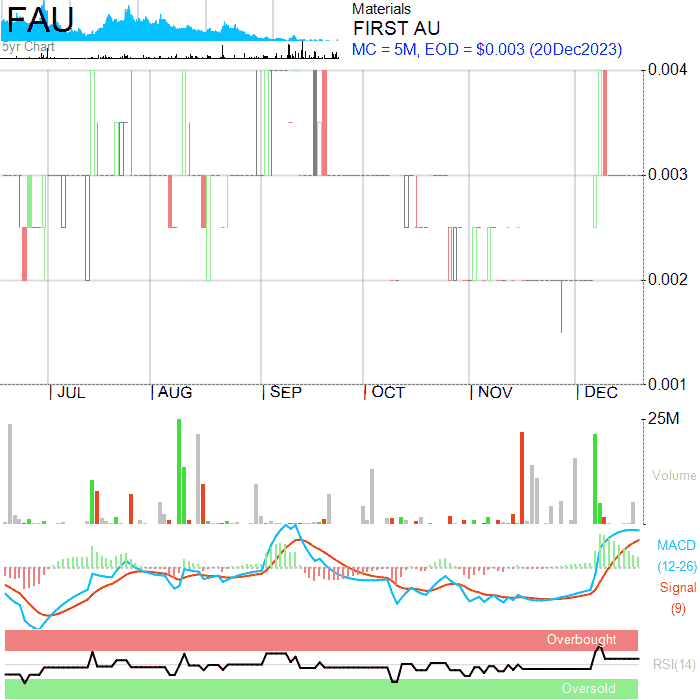 FAU
5yr Chart
Materials
FIRST AU
MC = 5M, EOD = $0.003 (20Dec2023)
0.004
0.003
0.002
0.001
JUL AUG SEP OCT NOV DEC
25M
Volume
MACD
(12-26)
Signal
(9)
Overbought
RSI(14)
Oversold